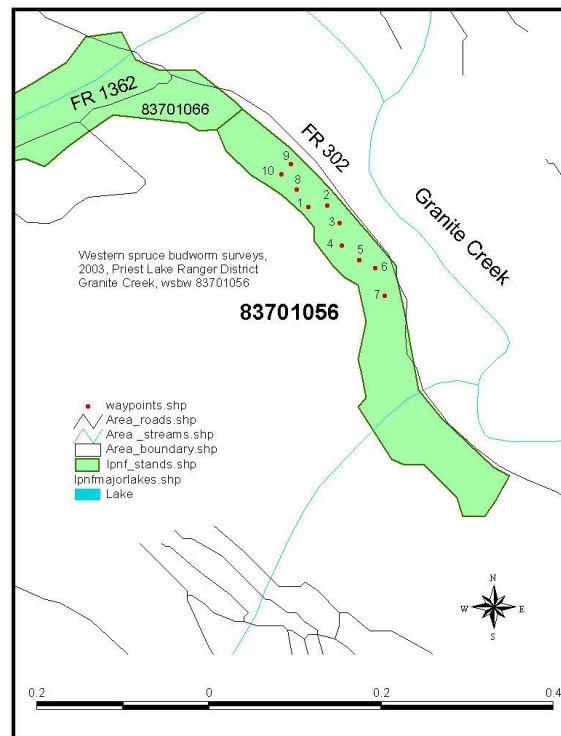 FR 1362
83701066
FR 302
9
10
8
1
2
3
4
5
6
7
Granite Creek
Western spruce budworm surveys,
2003, Priest Lake Ranger District
Granite Creek, wsbw 83701056
83701056
waypoints.shp
Area_roads.shp
Area _streams.shp
Area_boundary.shp
Ipnf_stands.shp
Ipnfmajorlakes.shp
Lake
N
W E
S
0.2 0 0.2 0.4